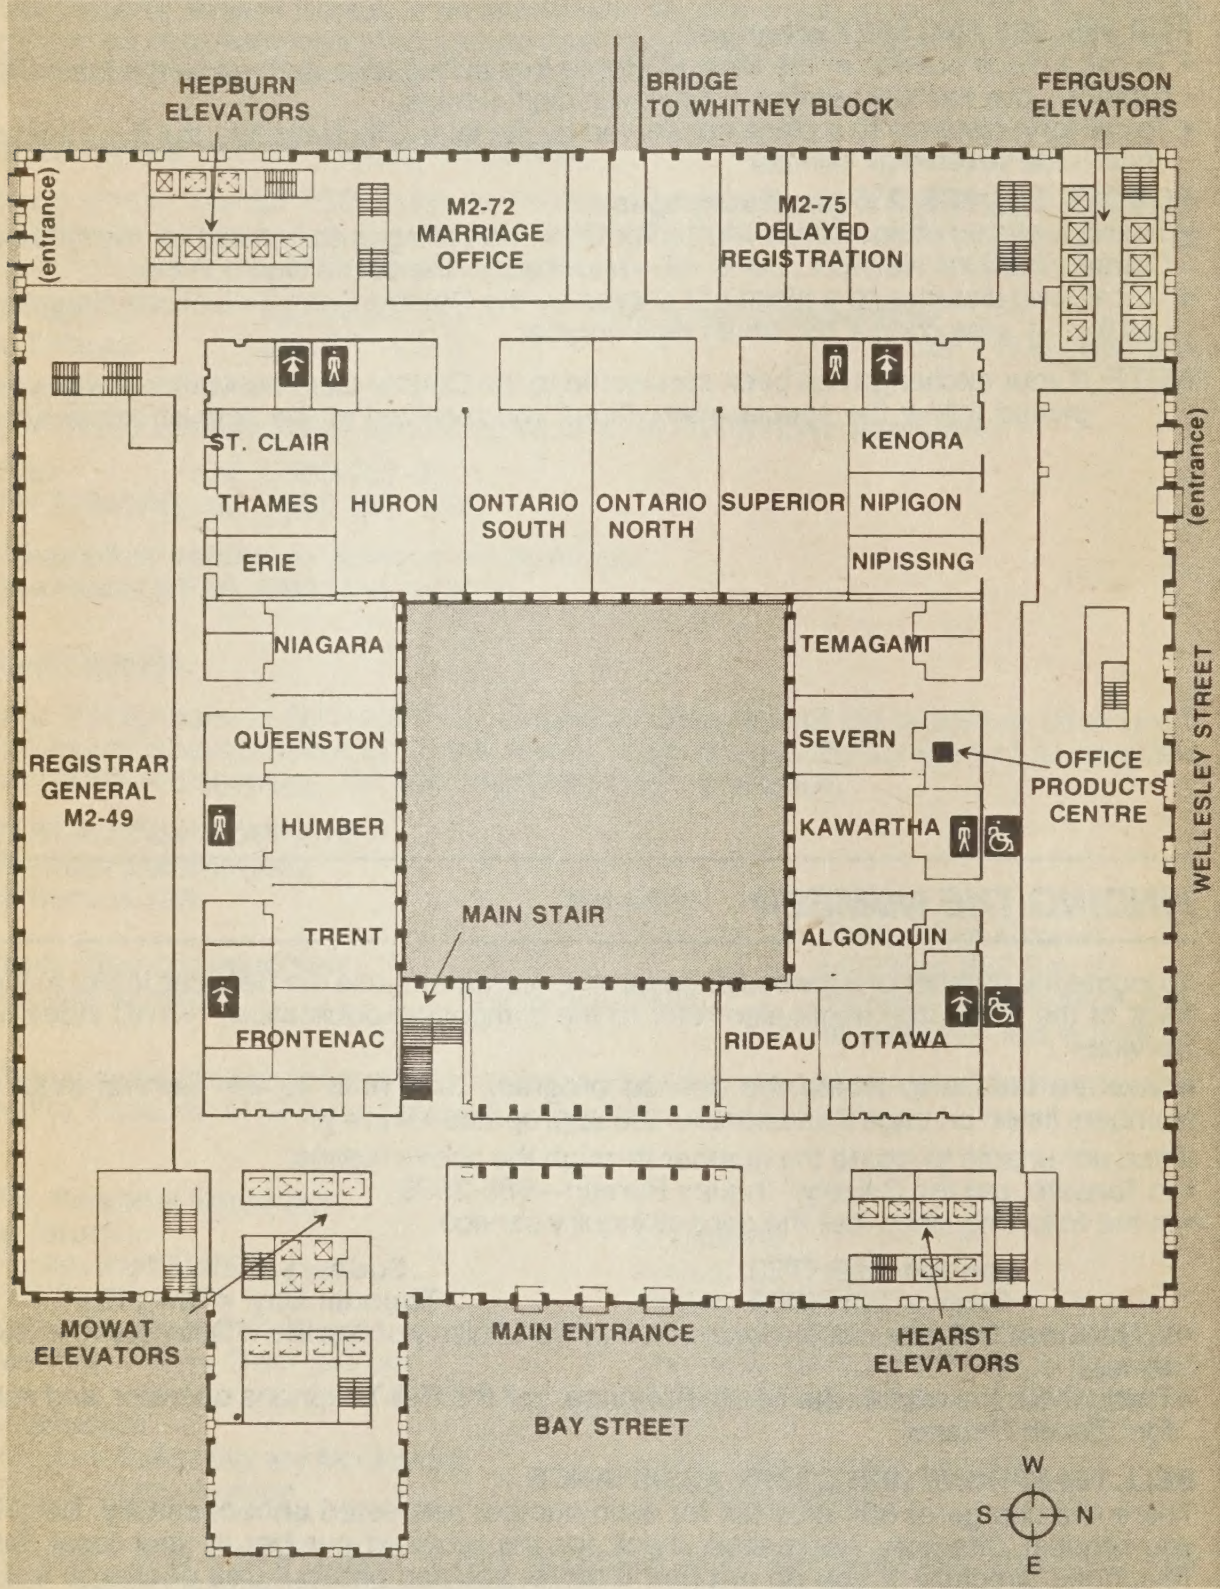 HEPBURN
ELEVATORS
BRIDGE
TO WHITNEY BLOCK
FERGUSON
ELEVATORS
(entrance)
M2-72
MARRIAGE
OFFICE
M2-75
DELAYED
REGISTRATION
(entrance)
ST. CLAIR
KENORA
THAMES
HURON
ONTARIO
SOUTH
ONTARIO
NORTH
SUPERIOR
NIPIGON
ERIE
NIPISSING
NIAGARA
TEMAGAMI
QUEENSTON
SEVERN
REGISTRAR
GENERAL
M2-49
OFFICE
PRODUCTS
CENTRE
WELLESLEY STREET
HUMBER
KAWARTHA
MAIN STAIR
TRENT
ALGONQUIN
FRONTENAC
RIDEAU
OTTAWA
MOWAT
ELEVATORS
MAIN ENTRANCE
HEARST
ELEVATORS
BAY STREET
W
S
N
E